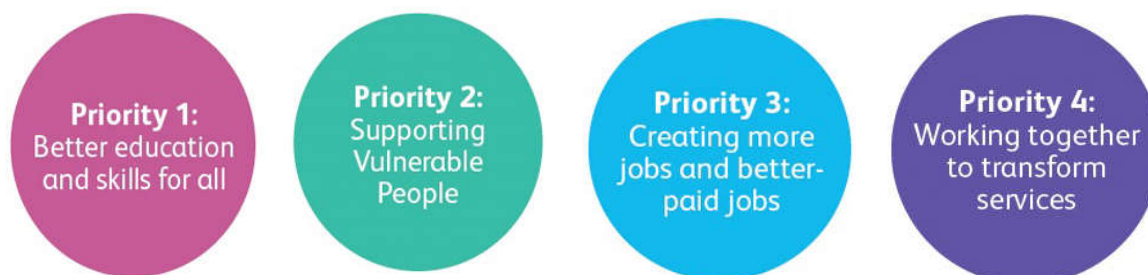 Priority 1:
Better education
and skills for all
Priority 2:
Supporting
Vulnerable
People
Priority 3:
Creating more
jobs and better-
paid jobs
Priority 4:
Working together
to transform
services